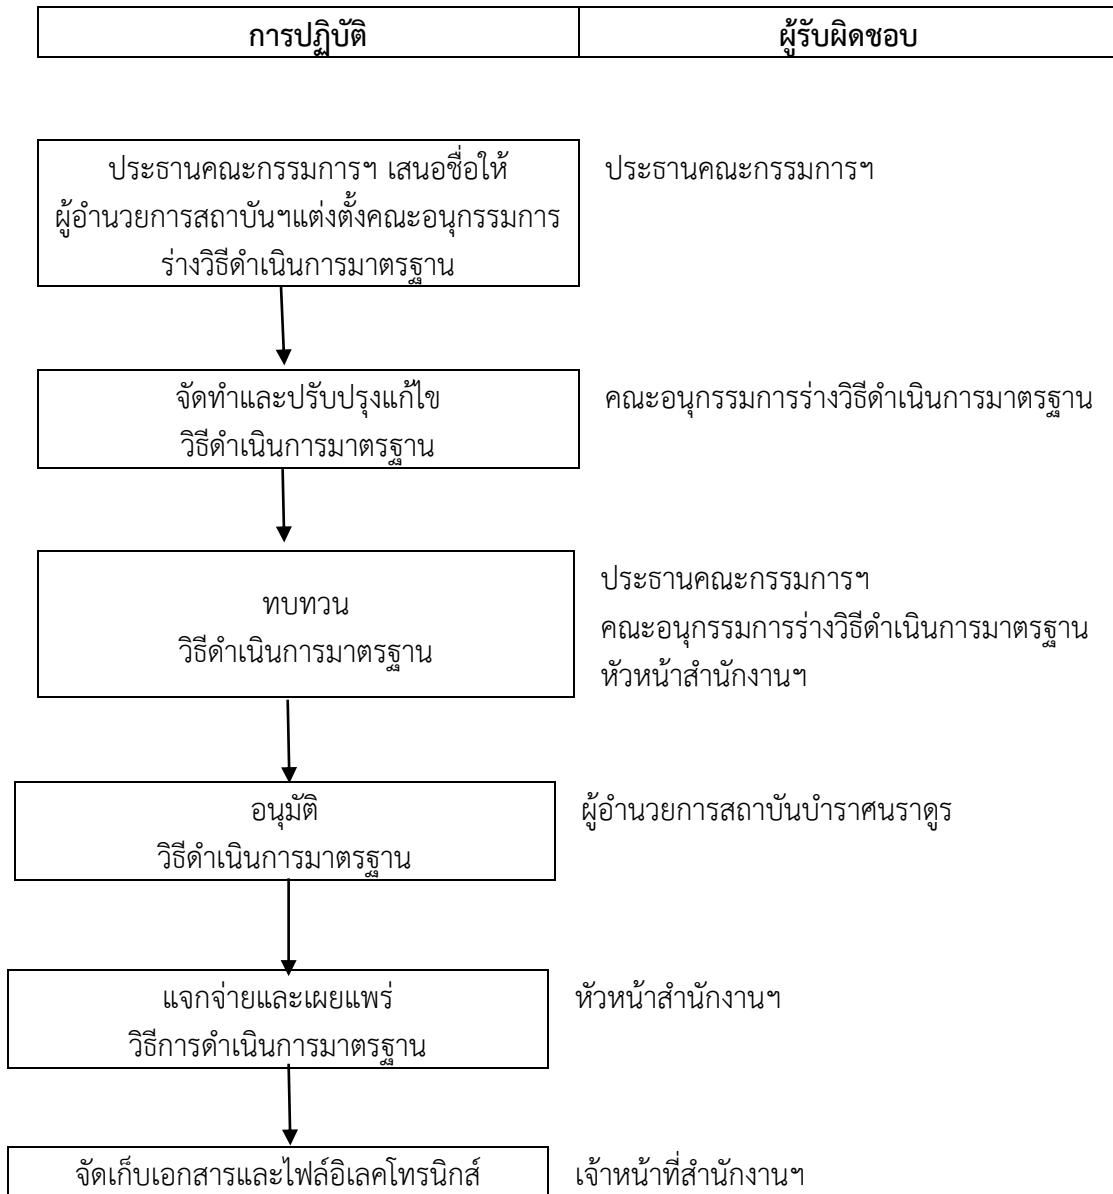 การปฏิบัติ ผู้รับผิดชอบ
ประธานคณะกรรมการฯ เสนอชื่อให้ ประธานคณะกรรมการฯ
ผู้อำนวยการสถาบันฯแต่งตั้งคณะอนุกรรมการ
ร่างวิธีดำเนินการมาตรฐาน
จัดทำและปรับปรุงแก้ไข คณะอนุกรรมการร่างวิธีดำเนินการมาตรฐาน
วิธีดำเนินการมาตรฐาน
ทบทวน
วิธีดำเนินการมาตรฐาน
ประธานคณะกรรมการฯ
คณะอนุกรรมการร่างวิธีดำเนินการมาตรฐาน
หัวหน้าสำนักงานฯ
อนุมัติ ผู้อำนวยการสถาบันบำราศนราดูร
วิธีดำเนินการมาตรฐาน
แจกจ่ายและเผยแพร่ หัวหน้าสำนักงานฯ
วิธีการดำเนินการมาตรฐาน
จัดเก็บเอกสารและไฟล์อิเลคโทรนิกส์ เจ้าหน้าที่สำนักงานฯ